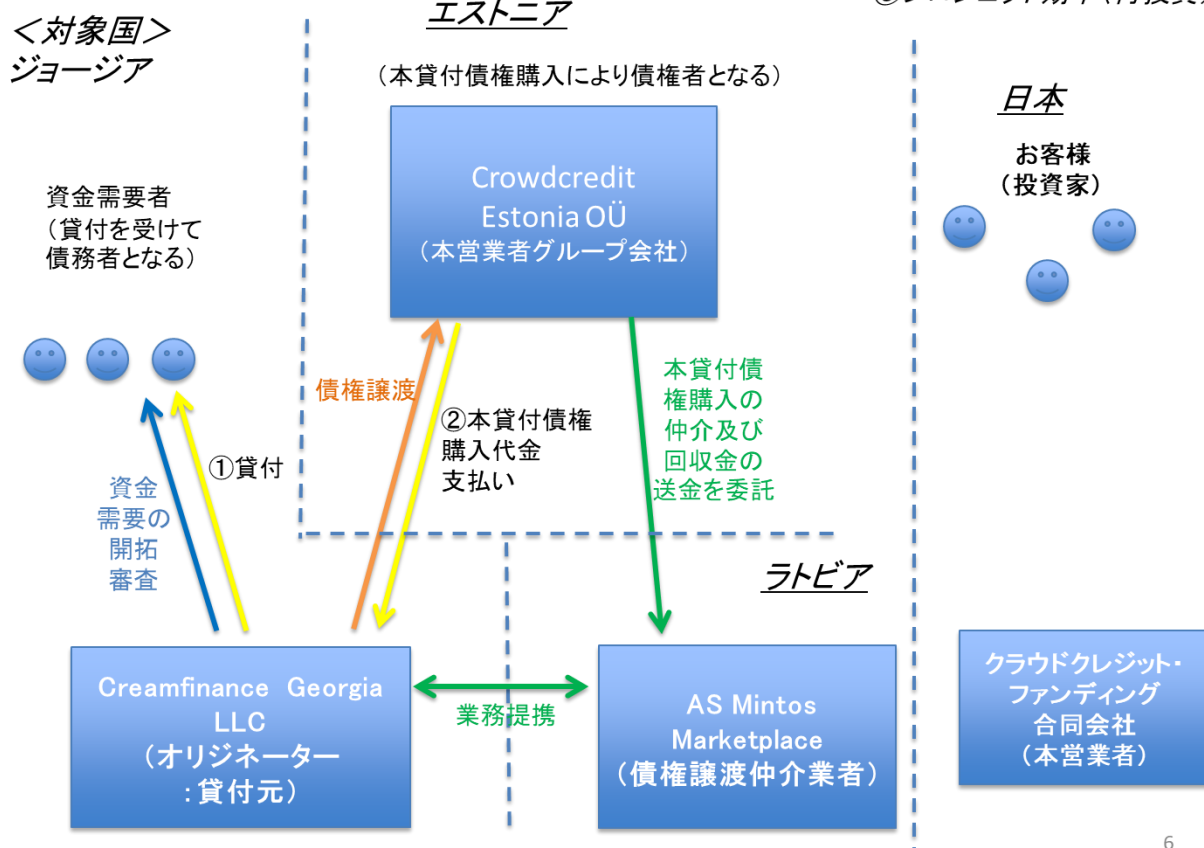 ＜対象国＞
ジョージア
エストニア
（本貸付債権購入により債権者となる）
日本
お客様
（投資家）
資金需要者
（貸付を受けて
債務者となる）
Crowdcredit
Estonia OÜ
（本営業者グループ会社）
債権譲渡
②本貸付債権
購入代金
支払い
本貸付債
権購入の
仲介及び
回収金の
送金を委託
①貸付
資金
需要の
開拓
審査
ラトビア
Creamfinance Georgia
LLC
（オリジネーター
：貸付元）
業務提携
AS Mintos
Marketplace
（債権譲渡仲介業者）
クラウドクレジット・
ファンディング
合同会社
（本営業者）
6